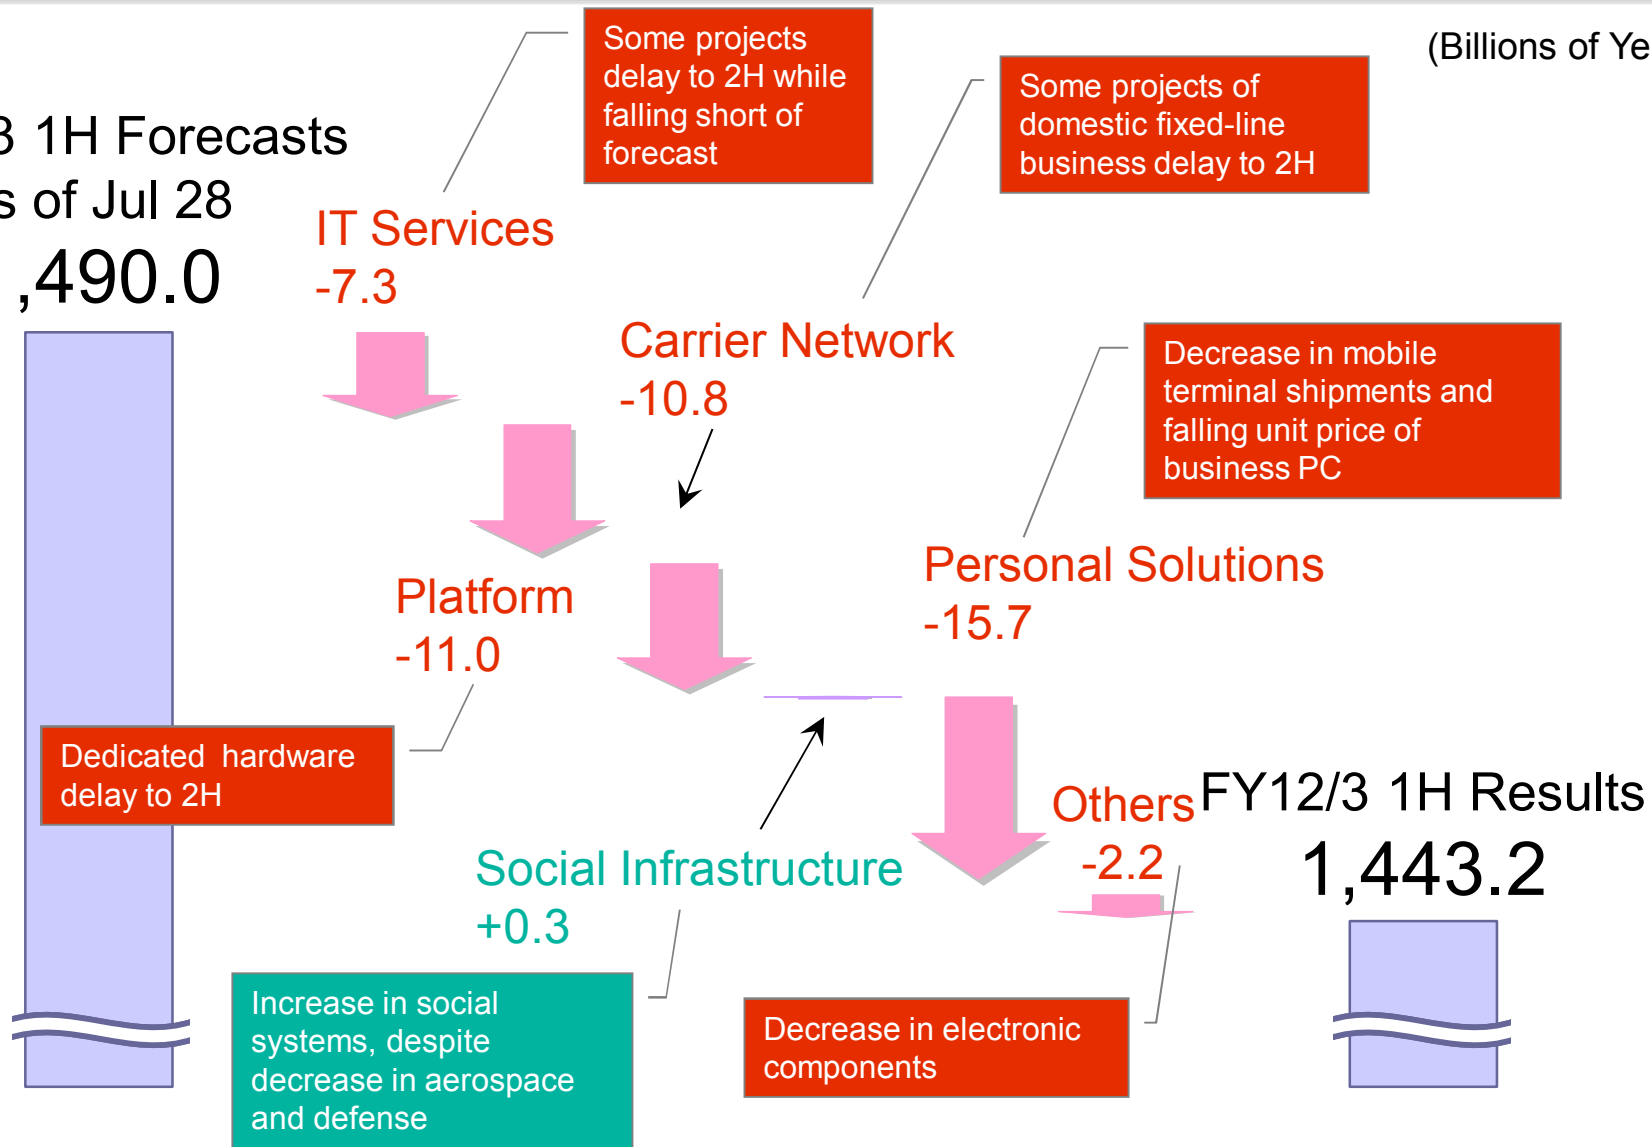 (Billions of Ye
3 1H Forecasts
s of Jul 28
,490.0
Some projects
delay to 2H while
falling short of
forecast
IT Services
-7.3
Some projects of
domestic fixed-line
business delay to 2H
Carrier Network
-10.8
Decrease in mobile
terminal shipments and
falling unit price of
business PC
Personal Solutions
-15.7
Platform
-11.0
Dedicated hardware
delay to 2H
Social Infrastructure
+0.3
Increase in social
systems, despite
decrease in aerospace
and defense
Others
-2.2
Decrease in electronic
components
FY12/3 1H Results
1,443.2